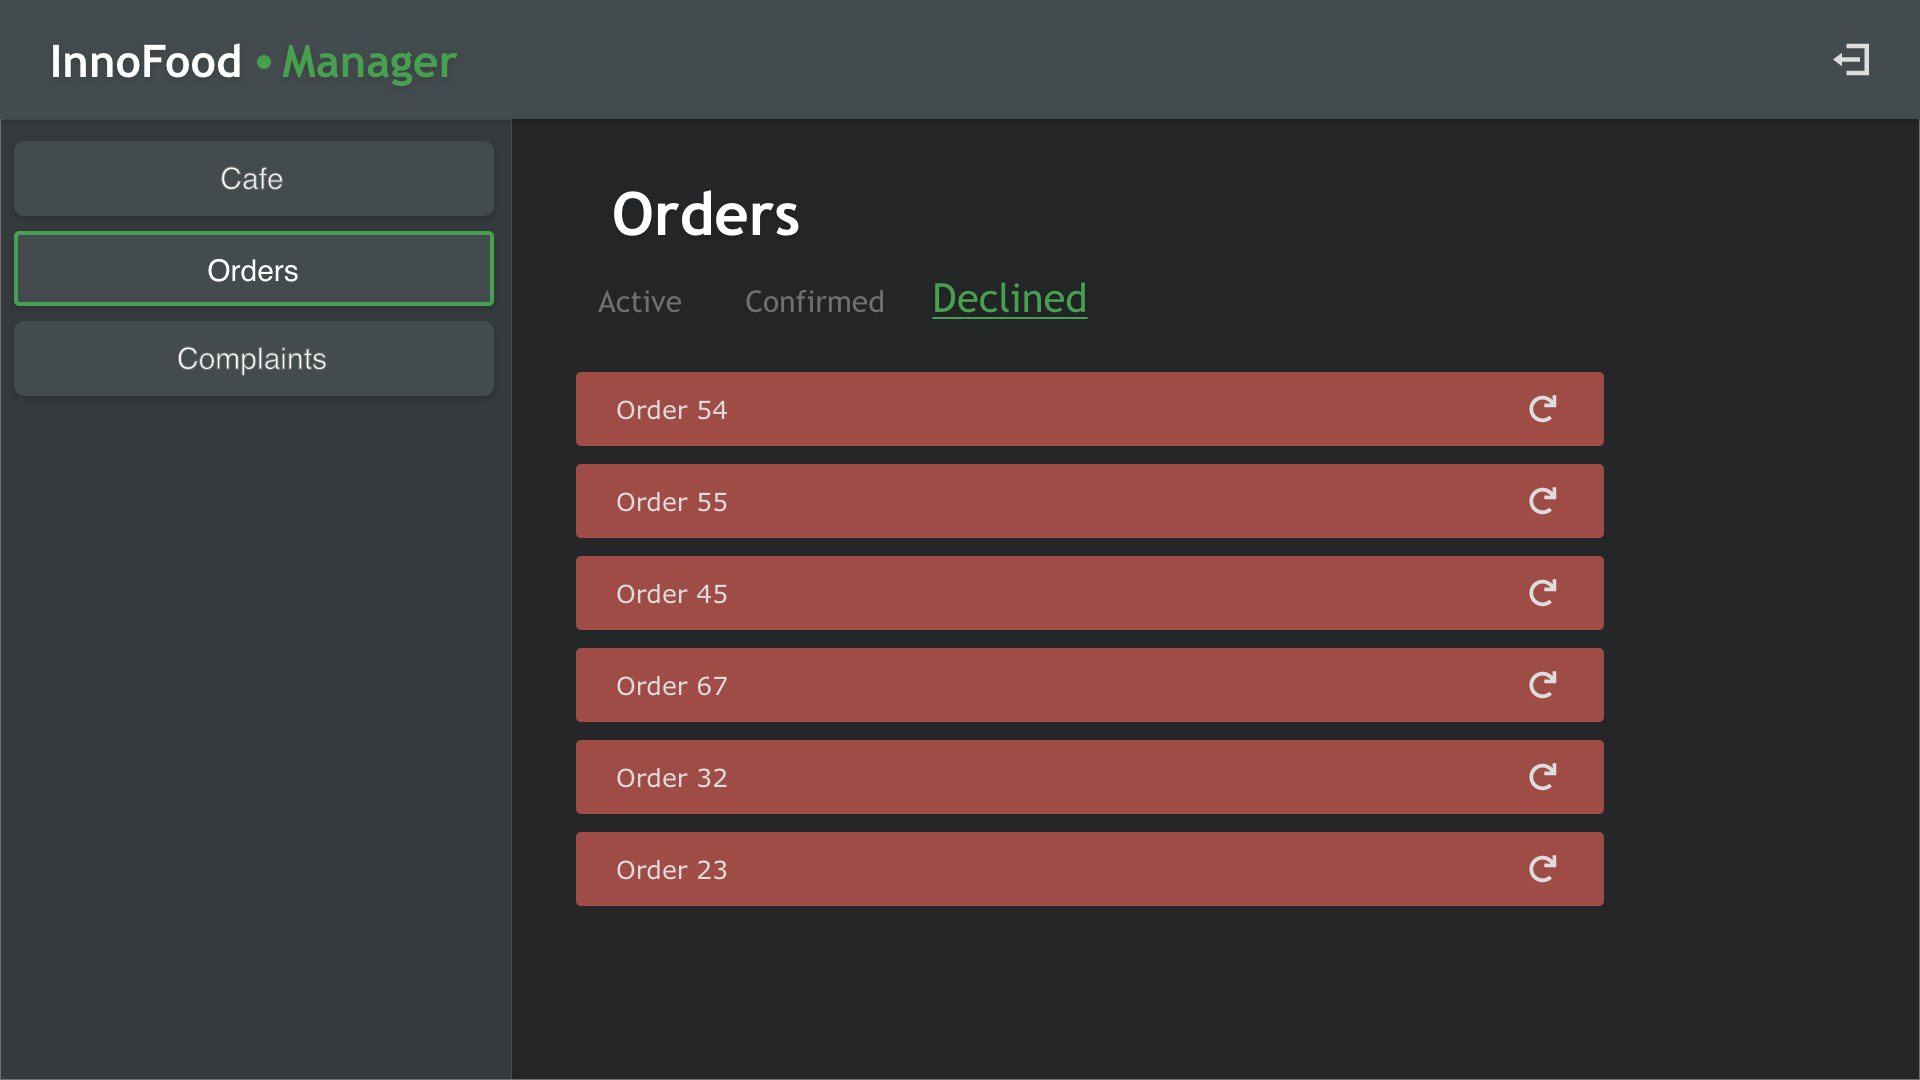 InnoFood • Manager
Cafe
Orders
Complaints
Orders
Active Confirmed Declined
Order 54
Order 55
Order 45
Order 67
Order 32
Order 23